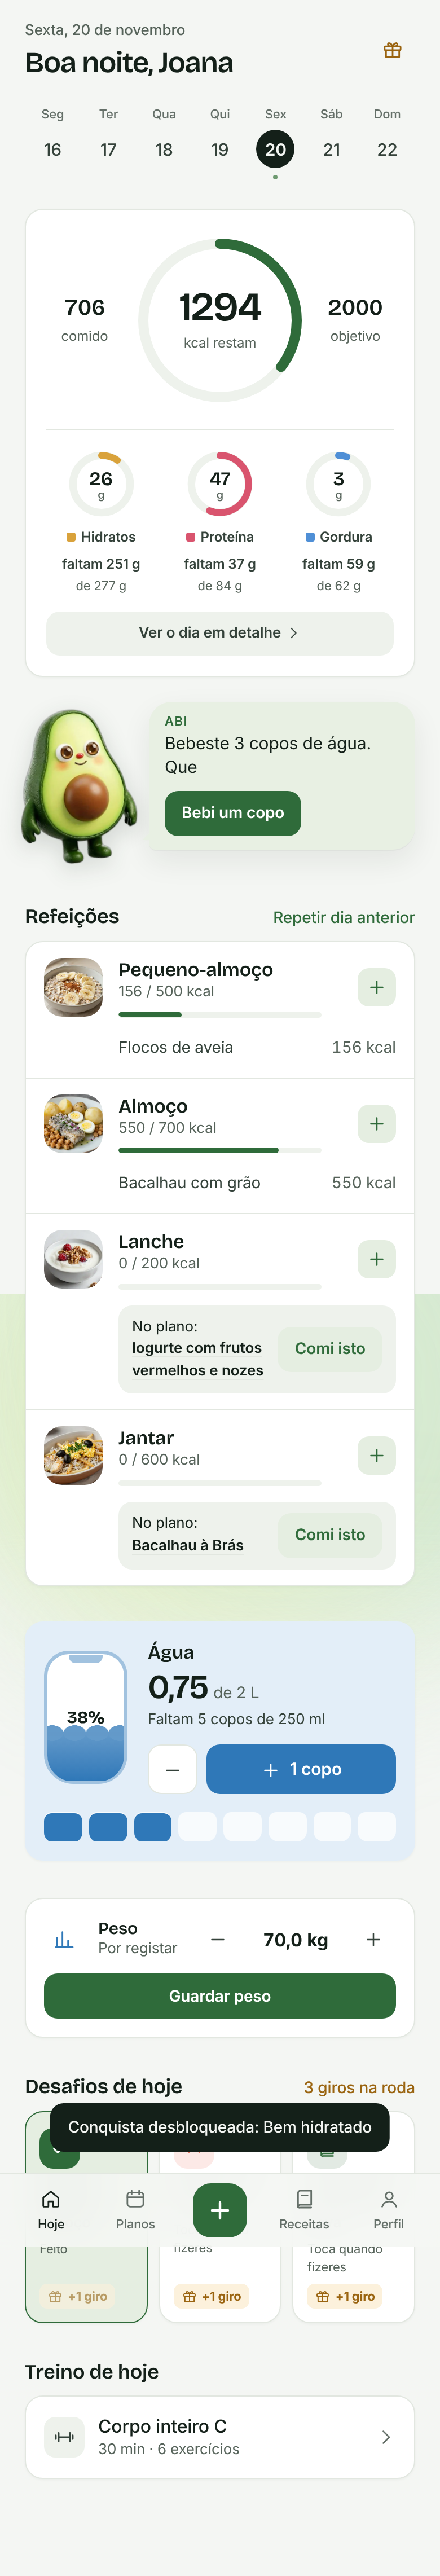 Sexta, 20 de novembro
Boa noite, Joana
Seg Ter Qua Qui Sex Sáb Dom
16 17 18 19 20 21 22
706
comido
1294
kcal restam
2000
objetivo
26
g
47
g
3
g
Hidratos
Proteína
Gordura
faltam 251 g
faltam 37 g
faltam 59 g
de 277 g
de 84 g
de 62 g
Ver o dia em detalhe
ABI
Bebeste 3 copos de água.
Que
Bebi um copo
Refeições
Repetir dia anterior
Pequeno-almoço
156 / 500 kcal
Flocos de aveia 156 kcal
Almoço
550 / 700 kcal
Bacalhau com grão 550 kcal
Lanche
0 / 200 kcal
No plano:
Iogurte com frutos
vermelhos e nozes
Comi isto
Jantar
0 / 600 kcal
No plano:
Bacalhau à Brás
Comi isto
Água
0,75 de 2 L
38%
Faltam 5 copos de 250 ml
1 copo
Peso
Por registar
70,0 kg
Guardar peso
Desafios de hoje
3 giros na roda
Conquista desbloqueada: Bem hidratado
Hoje
Planos
Receitas
Perfil
Feito
fizeres
Toca quando
fizeres
+1 giro
+1 giro
+1 giro
Treino de hoje
Corpo inteiro C
30 min · 6 exercícios